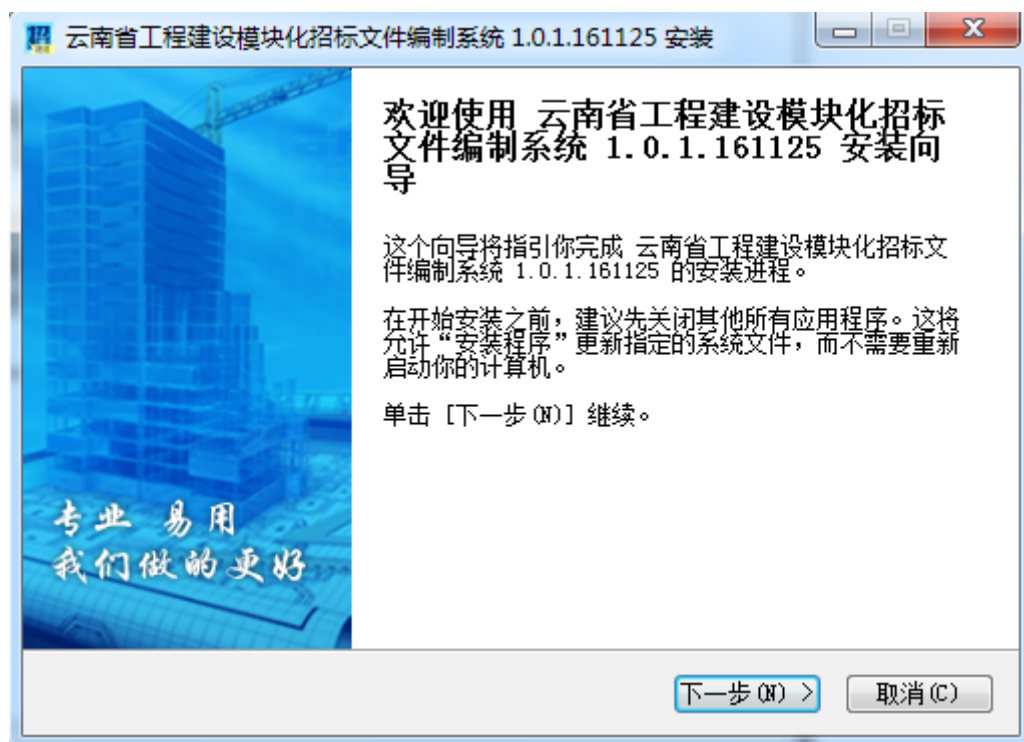 云南省工程建设模块化招标文件编制系统 1.0.1.161125 安装
欢迎使用 云南省工程建设模块化招标
文件编制系统 1.0.1.161125 安装向
导
这个向导将指引你完成 云南省工程建设模块化招标文
件编制系统 1.0.1.161125 的安装进程。
在开始安装之前，建议先关闭其他所有应用程序。这将
允许“安装程序”更新指定的系统文件，而不需要重新
启动你的计算机。
单击 [下一步(N)] 继续。
专业 易用
我们做的更好
下一步(N) >
取消(C)